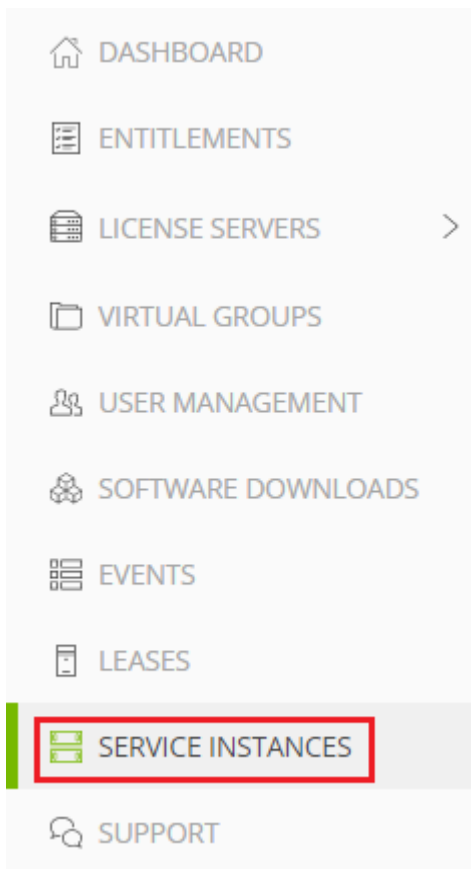 DASHBOARD
ENTITLEMENTS
LICENSE SERVERS
VIRTUAL GROUPS
USER MANAGEMENT
SOFTWARE DOWNLOADS
EVENTS
LEASES
SERVICE INSTANCES
SUPPORT